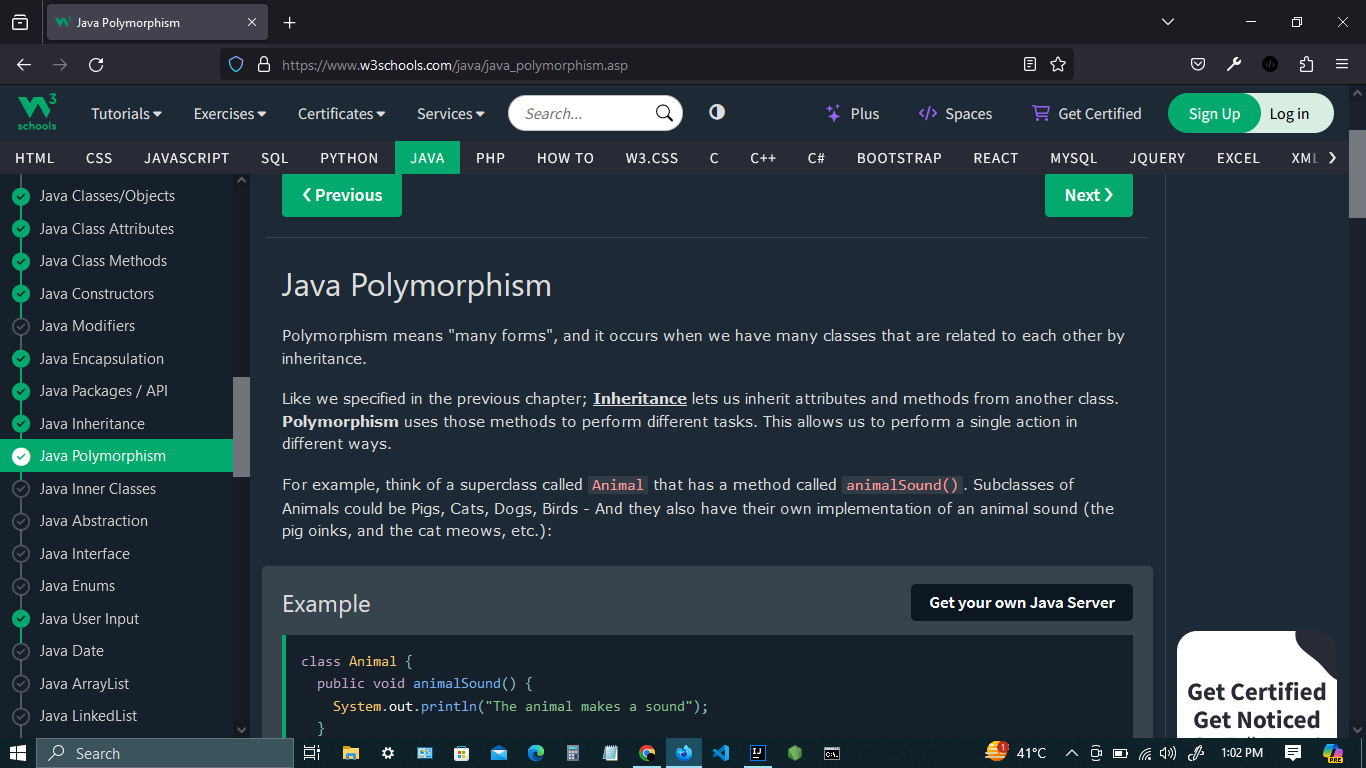 Java Polymorphism
https://www.w3schools.com/java/java_polymorphism.asp
3
schools
Tutorials
Exercises
Certificates
Services
Search...
Plus
Spaces
Get Certified
Sign Up
Log in
HTML
CSS
JAVASCRIPT
SQL
PYTHON
JAVA
PHP
HOW TO
W3.CSS
C
C++
C#
BOOTSTRAP
REACT
MYSQL
JQUERY
EXCEL
XML
Java Classes/Objects
Java Class Attributes
Java Class Methods
Java Constructors
Java Modifiers
Java Encapsulation
Java Packages / API
Java Inheritance
Java Polymorphism
Java Inner Classes
Java Abstraction
Java Interface
Java Enums
Java User Input
Java Date
Java ArrayList
Java LinkedList
❮ Previous
Next ❯
Java Polymorphism
Polymorphism means "many forms", and it occurs when we have many classes that are related to each other by
inheritance.
Like we specified in the previous chapter; Inheritance lets us inherit attributes and methods from another class.
Polymorphism uses those methods to perform different tasks. This allows us to perform a single action in
different ways.
For example, think of a superclass called Animal that has a method called animalSound(). Subclasses of
Animals could be Pigs, Cats, Dogs, Birds - And they also have their own implementation of an animal sound (the
pig oinks, and the cat meows, etc.):
Example
Get your own Java Server
class Animal {
public void animalSound() {
System.out.println("The animal makes a sound");
}
Get Certified
Get Noticed
Search
1
41°C
1:02 PM